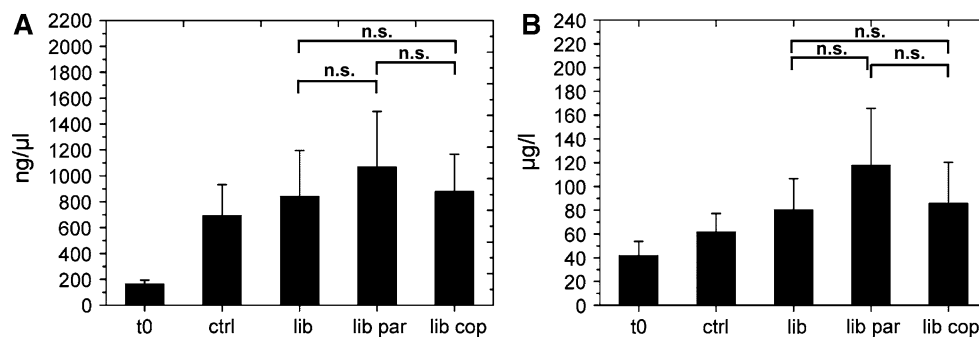 A
ng/µl
2200
2000
1800
1600
1400
1200
1000
800
600
400
200
0
n.s.
n.s.
n.s.
t0 ctrl lib lib par lib cop
B
µg/l
240
220
200
180
160
140
120
100
80
60
40
20
0
n.s.
n.s. n.s.
t0 ctrl lib lib par lib cop